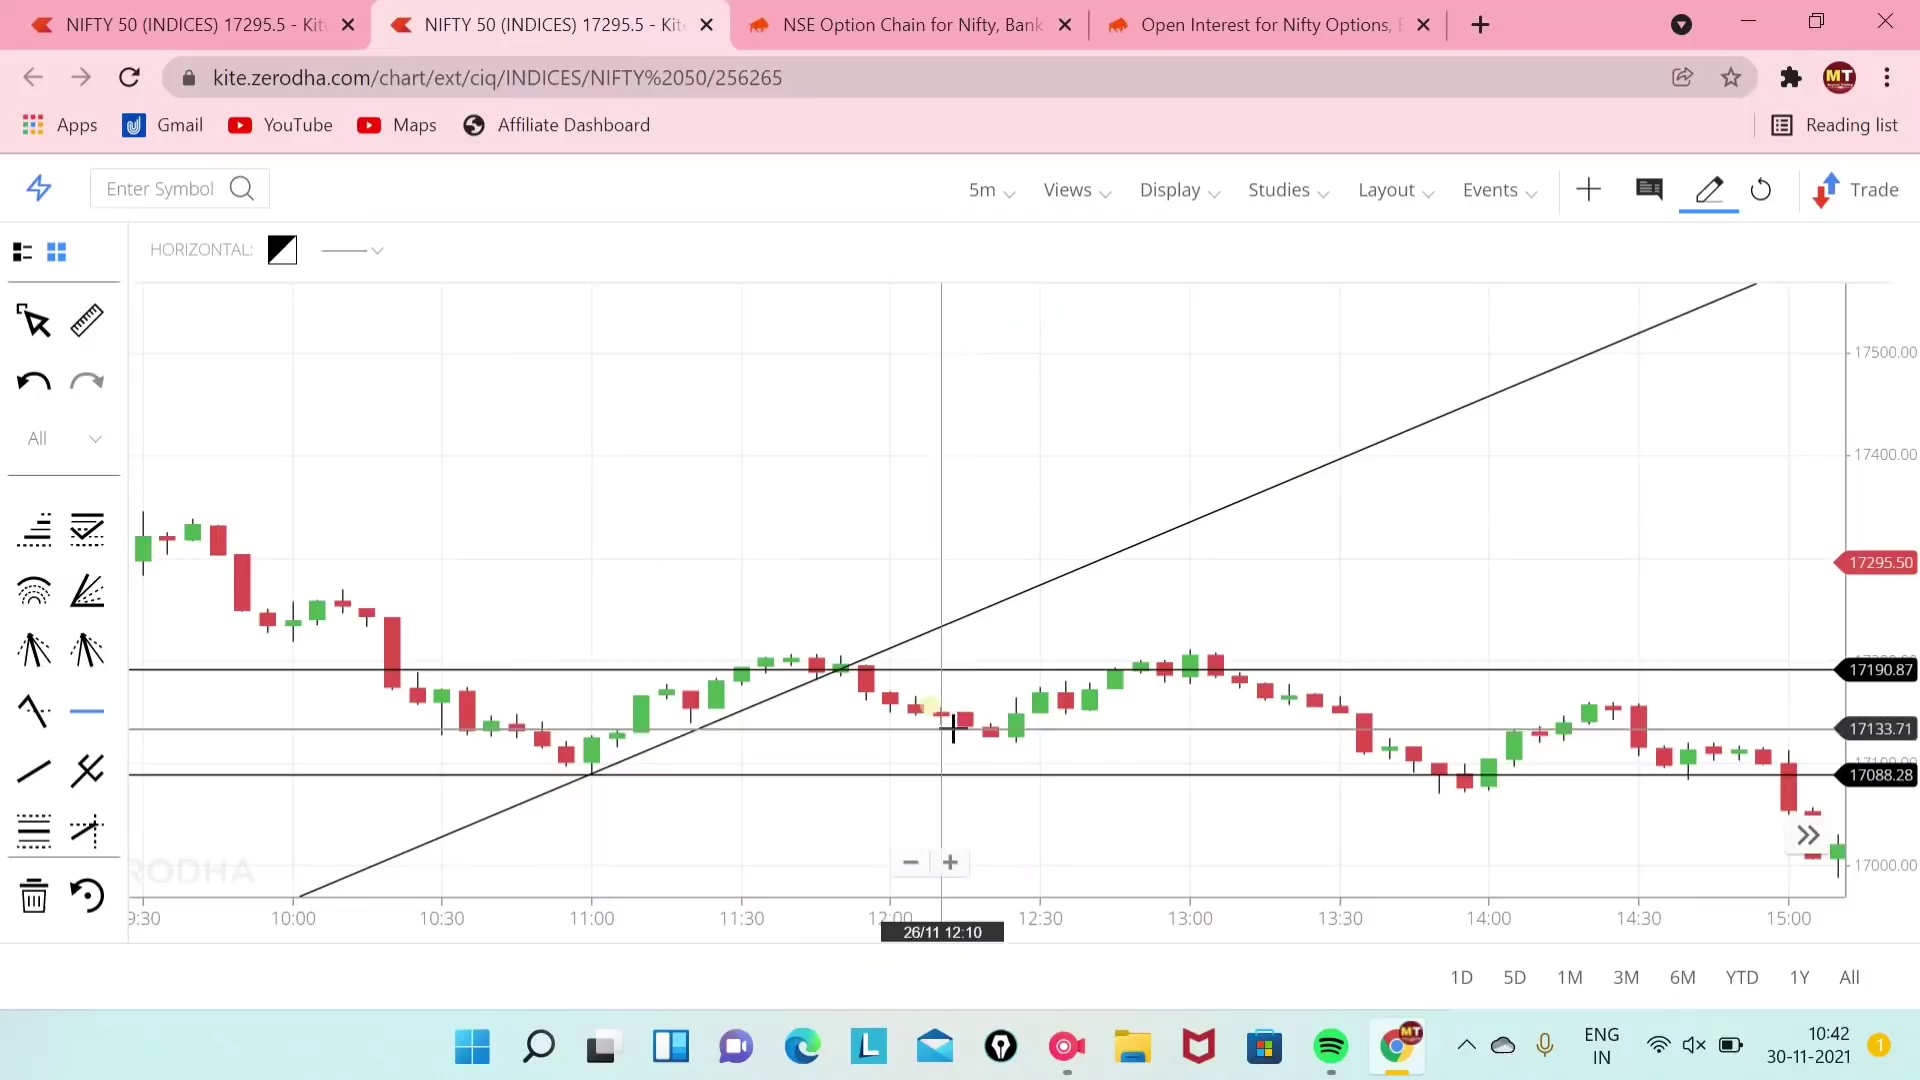 NIFTY 50 (INDICES) 17295.5 - Kit
NIFTY 50 (INDICES) 17295.5 - Kit
NSE Option Chain for Nifty, Bank
Open Interest for Nifty Options,
kite.zerodha.com/chart/ext/ciq/INDICES/NIFTY%2050/256265
MT
Apps
Gmail
YouTube
Maps
Affiliate Dashboard
Reading list
Enter Symbol
5m
Views
Display
Studies
Layout
Events
Trade
HORIZONTAL:
All
17500.00
17400.00
17295.50
17190.87
17133.71
17088.28
17000.00
RODHA
9:30
10:00
10:30
11:00
11:30
12:00
12:30
13:00
13:30
14:00
14:30
15:00
26/11 12:10
1D
5D
1M
3M
6M
YTD
1Y
All
L
MT
ENG
IN
10:42
30-11-2021
1